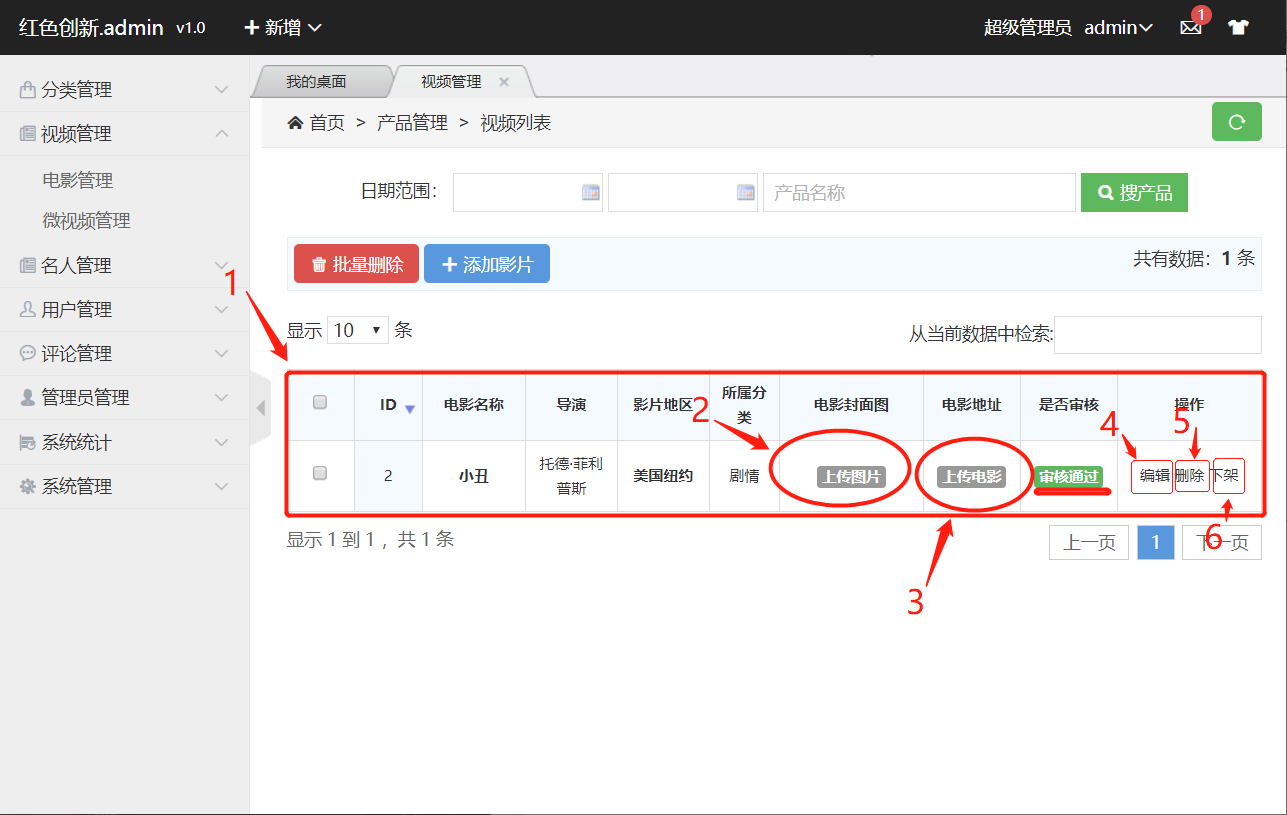 红色创新.admin v1.0 新增 超级管理员 admin 1
分类管理
视频管理
电影管理
微视频管理
名人管理
用户管理
评论管理
管理员管理
系统统计
系统管理
我的桌面 视频管理
首页 > 产品管理 > 视频列表
日期范围: 产品名称 搜产品
批量删除 添加影片 共有数据：1 条
1
显示 10 条 从当前数据中检索:
ID 电影名称 导演 影片地区 所属分类 电影封面图 电影地址 是否审核 操作
2 4 5
2 小丑 托德·菲利普斯 美国纽约 剧情 上传图片 上传电影 审核通过 编辑 删除 下架
显示 1 到 1 ，共 1 条 上一页 1 下一页
6
3